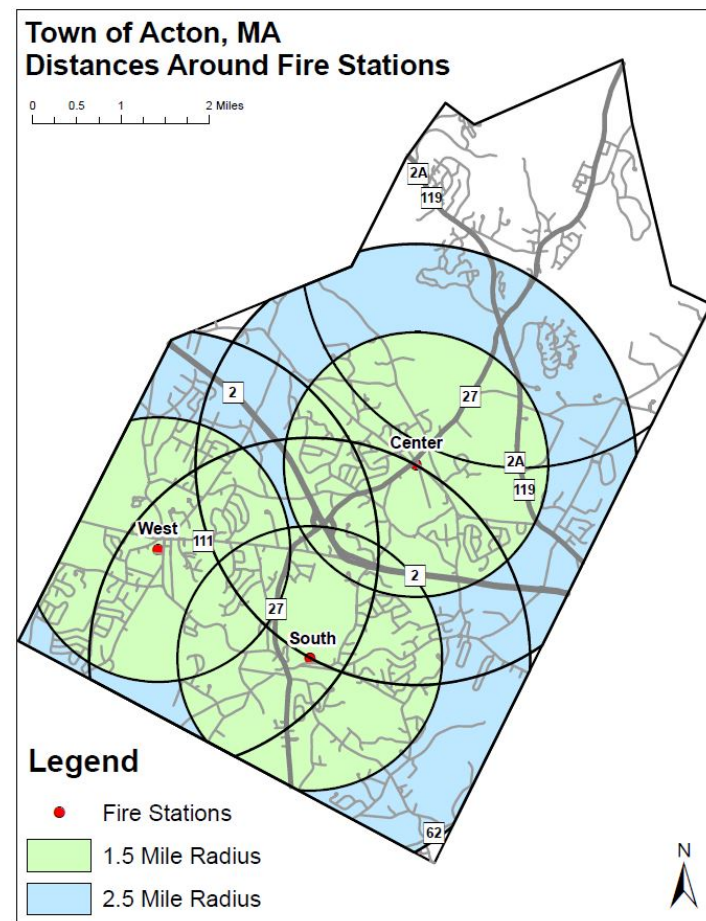 Town of Acton, MA
Distances Around Fire Stations
0 0.5 1 2 Miles
2A
119
2
27
Center
2A
119
West
111
2
27
South
Legend
Fire Stations
1.5 Mile Radius
2.5 Mile Radius
62
N